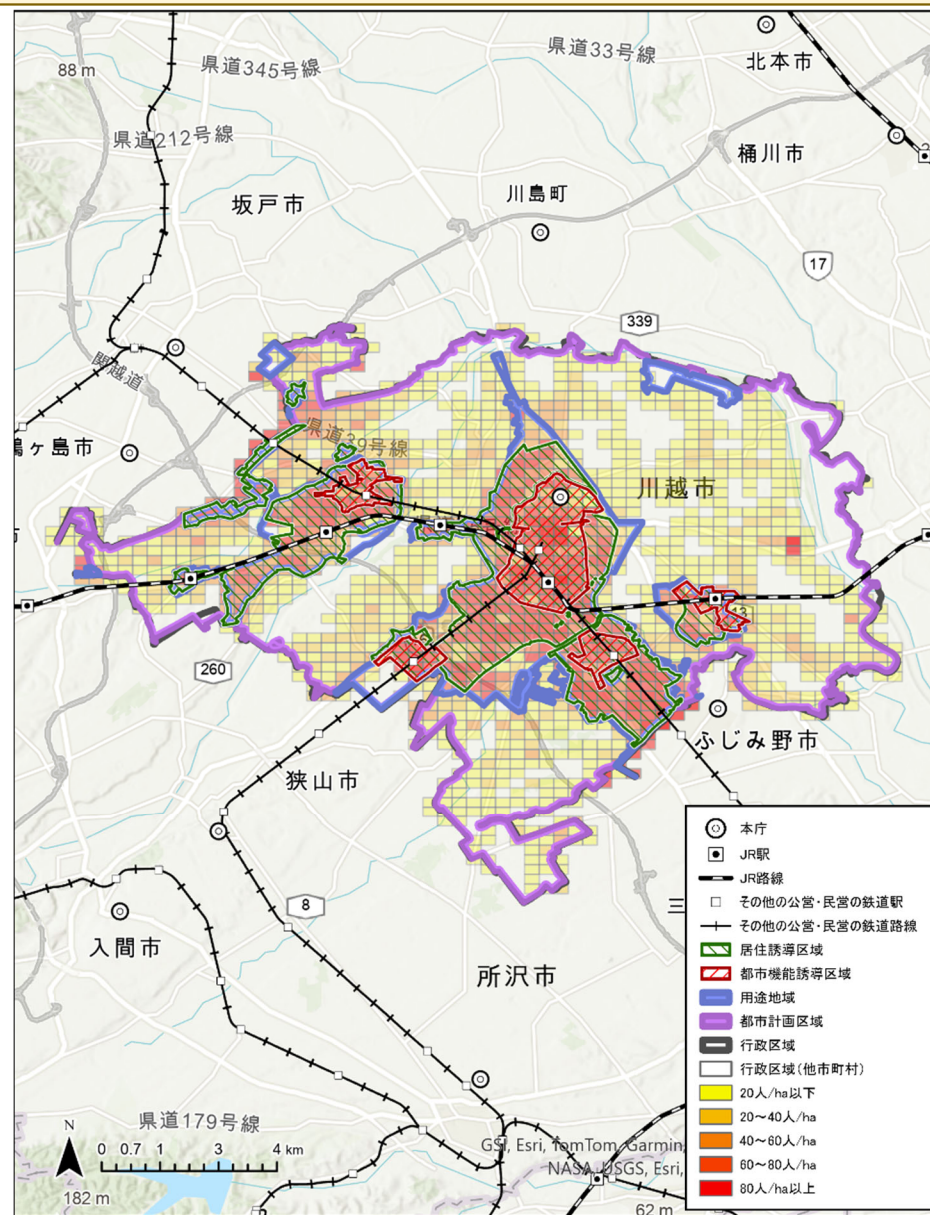 県道33号線
北本市
県道345号線
88 m
県道212号線
桶川市
川島町
坂戸市
17
339
関越道
県道39号線
鶴ヶ島市
川越市
市
260
ふじみ野市
狭山市
8
三
入間市
所沢市
県道179号線
N
0 0.7 1 3 4 km
182 m
GSI, Esri, TomTom, Garmin,
NASA, USGS, Esri,
62 m
本庁
JR駅
JR路線
その他の公営・民営の鉄道駅
その他の公営・民営の鉄道路線
居住誘導区域
都市機能誘導区域
用途地域
都市計画区域
行政区域
行政区域(他市町村)
20人/ha以下
20～40人/ha
40～60人/ha
60～80人/ha
80人/ha以上